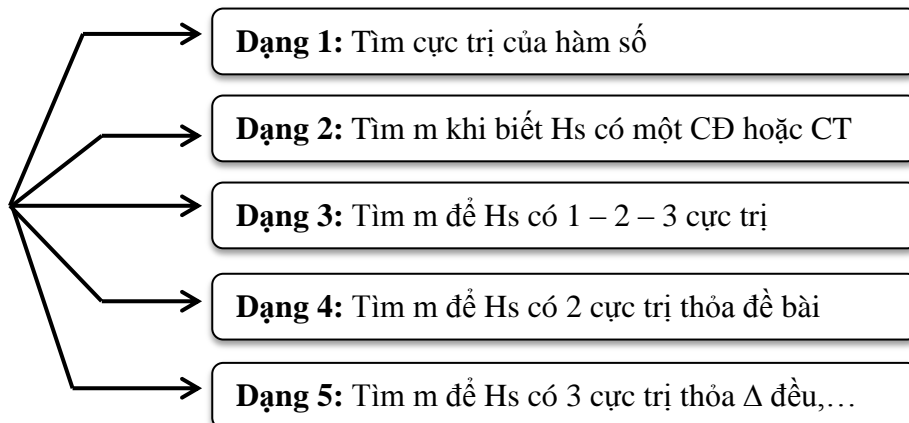 Dạng 1: Tìm cực trị của hàm số
Dạng 2: Tìm m khi biết Hs có một CĐ hoặc CT
Dạng 3: Tìm m để Hs có 1 – 2 – 3 cực trị
Dạng 4: Tìm m để Hs có 2 cực trị thỏa đề bài
Dạng 5: Tìm m để Hs có 3 cực trị thỏa Δ đều,…